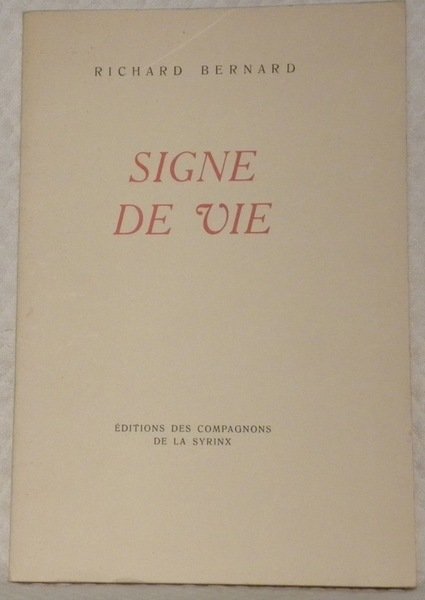 RICHARD BERNARD
SIGNE
DE VIE
ÉDITIONS DES COMPAGNONS
DE LA SYRINX